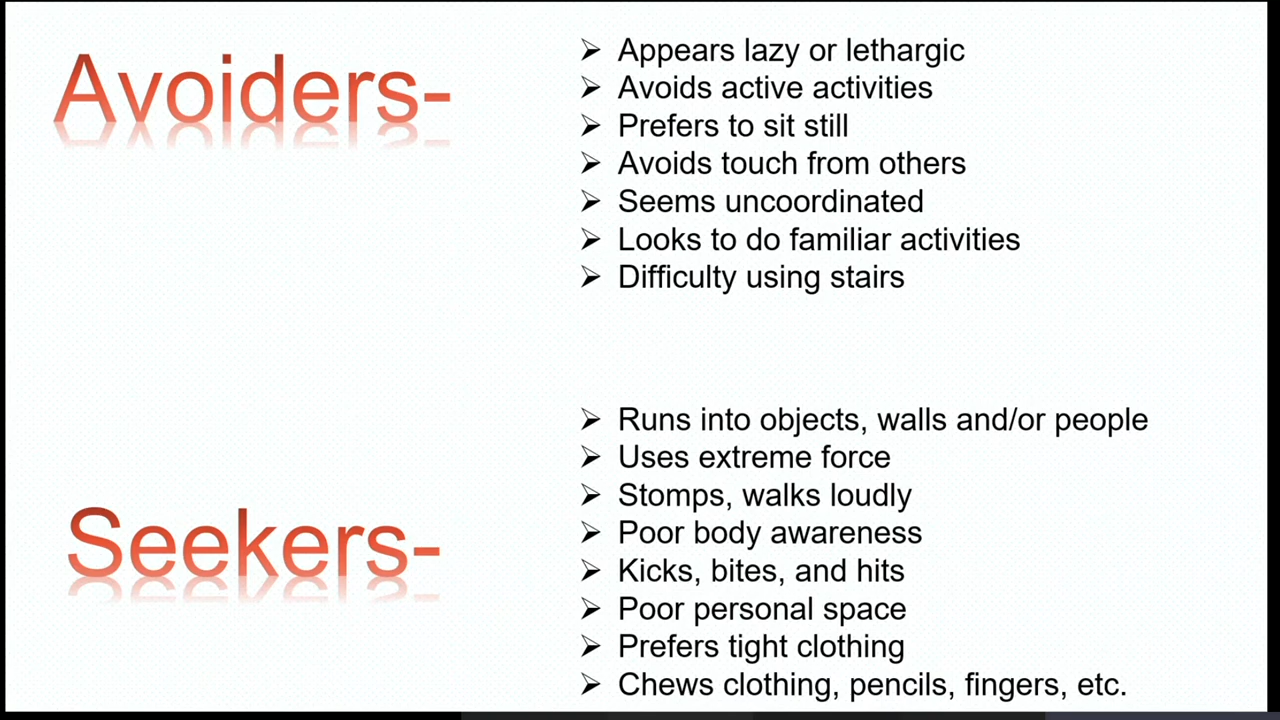 Avoiders-
➢ Appears lazy or lethargic
➢ Avoids active activities
➢ Prefers to sit still
➢ Avoids touch from others
➢ Seems uncoordinated
➢ Looks to do familiar activities
➢ Difficulty using stairs
Seekers-
➢ Runs into objects, walls and/or people
➢ Uses extreme force
➢ Stomps, walks loudly
➢ Poor body awareness
➢ Kicks, bites, and hits
➢ Poor personal space
➢ Prefers tight clothing
➢ Chews clothing, pencils, fingers, etc.